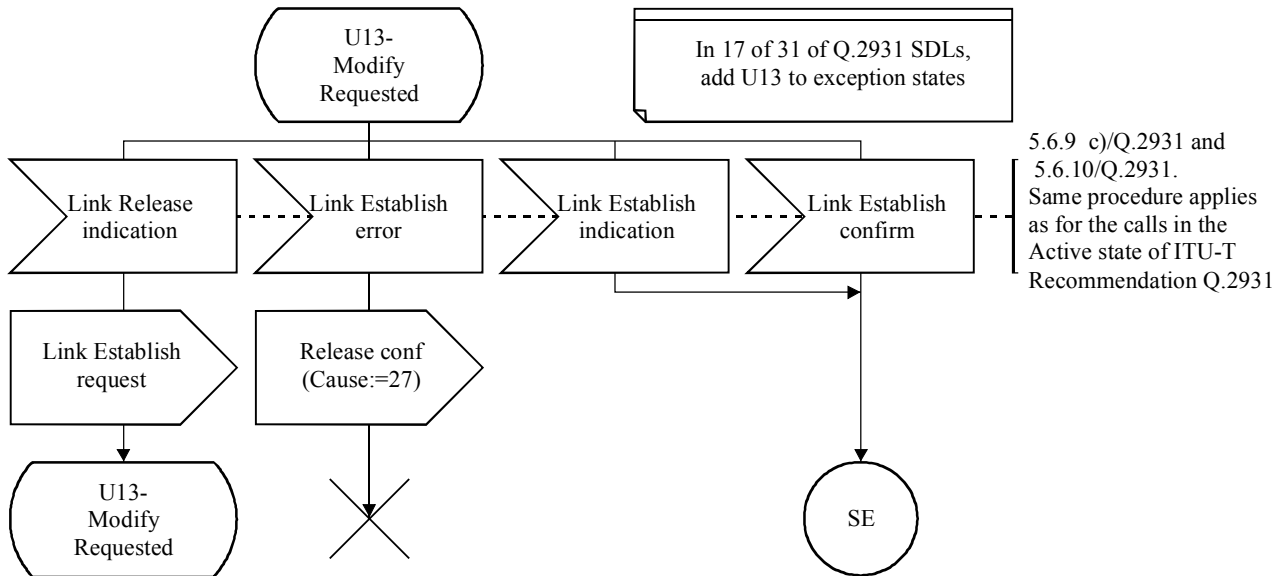 U13-
Modify
Requested
In 17 of 31 of Q.2931 SDLs,
add U13 to exception states
Link Release
indication
Link Establish
error
Link Establish
indication
Link Establish
confirm
5.6.9 c)/Q.2931 and
5.6.10/Q.2931.
Same procedure applies
as for the calls in the
Active state of ITU-T
Recommendation Q.2931
Link Establish
request
Release conf
(Cause:=27)
U13-
Modify
Requested
SE